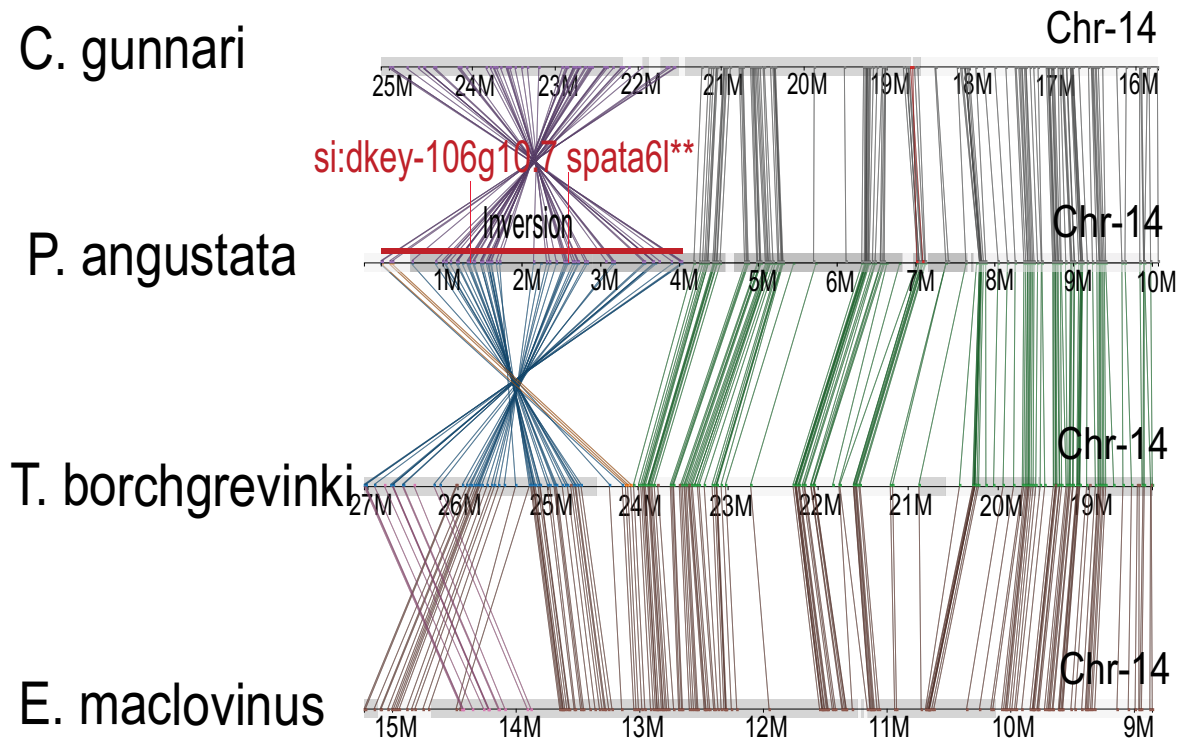 C. gunnari
Chr-14
25M 24M 23M 22M 21M 20M 19M 18M 17M 16M
si:dkey-106g10.7 spata6l**
Inversion
Chr-14
P. angustata
1M 2M 3M 4M 5M 6M 7M 8M 9M 10M
Chr-14
T. borchgrevinki
27M 26M 25M 24M 23M 22M 21M 20M 19M
Chr-14
E. maclovinus
15M 14M 13M 12M 11M 10M 9M